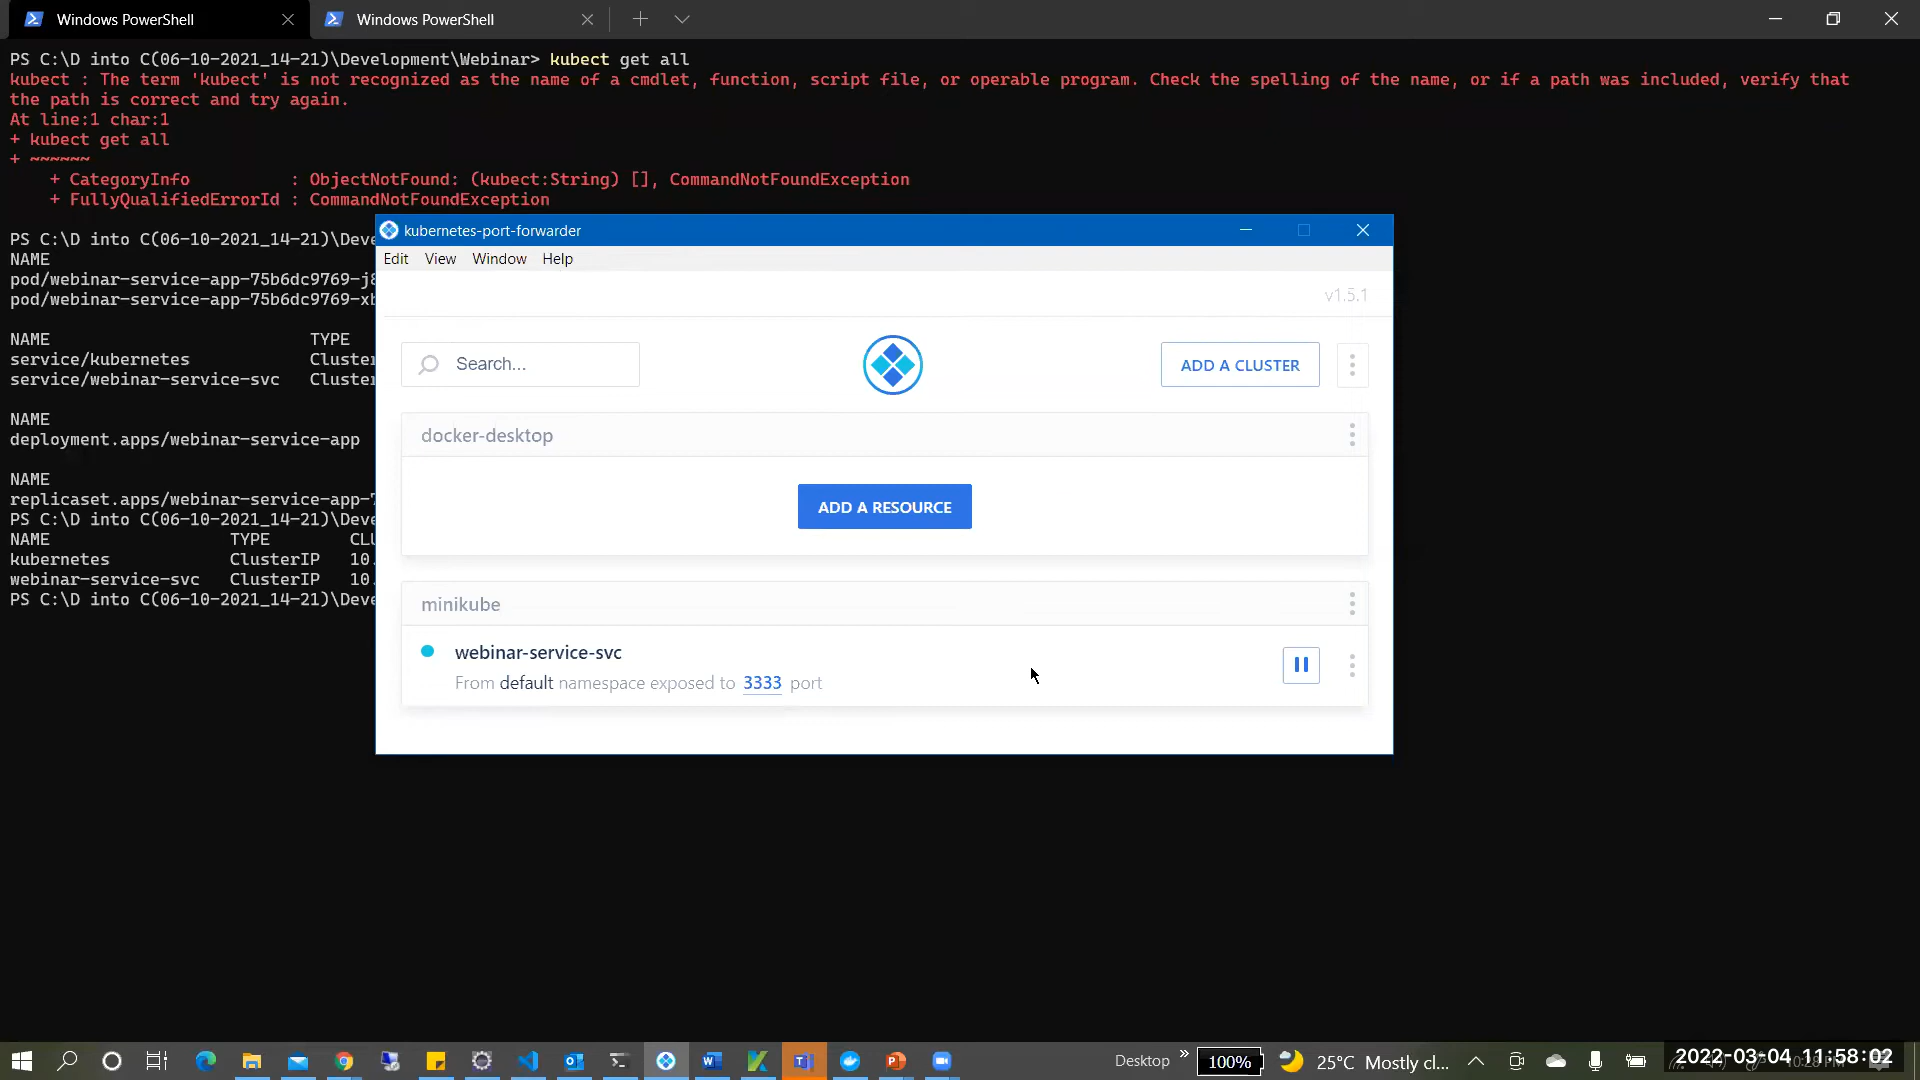 Windows PowerShell
Windows PowerShell
PS C:\D into C(06-10-2021_14-21)\Development\Webinar> kubect get all
kubect : The term 'kubect' is not recognized as the name of a cmdlet, function, script file, or operable program. Check the spelling of the name, or if a path was included, verify that
the path is correct and try again.
At line:1 char:1
+ kubect get all
+ ~~~~~~
+ CategoryInfo : ObjectNotFound: (kubect:String) [], CommandNotFoundException
+ FullyQualifiedErrorId : CommandNotFoundException
PS C:\D into C(06-10-2021_14-21)\Deve
NAME
pod/webinar-service-app-75b6dc9769-j8
pod/webinar-service-app-75b6dc9769-xb
NAME TYPE
service/kubernetes Cluster
service/webinar-service-svc Cluster
NAME
deployment.apps/webinar-service-app
NAME
replicaset.apps/webinar-service-app-7
PS C:\D into C(06-10-2021_14-21)\Deve
NAME TYPE CLU
kubernetes ClusterIP 10.
webinar-service-svc ClusterIP 10.
PS C:\D into C(06-10-2021_14-21)\Deve
kubernetes-port-forwarder
Edit View Window Help
v1.5.1
Search...
ADD A CLUSTER
docker-desktop
ADD A RESOURCE
minikube
webinar-service-svc
From default namespace exposed to 3333 port
Desktop
100%
25°C Mostly cl...
2022-03-04 11:58:02